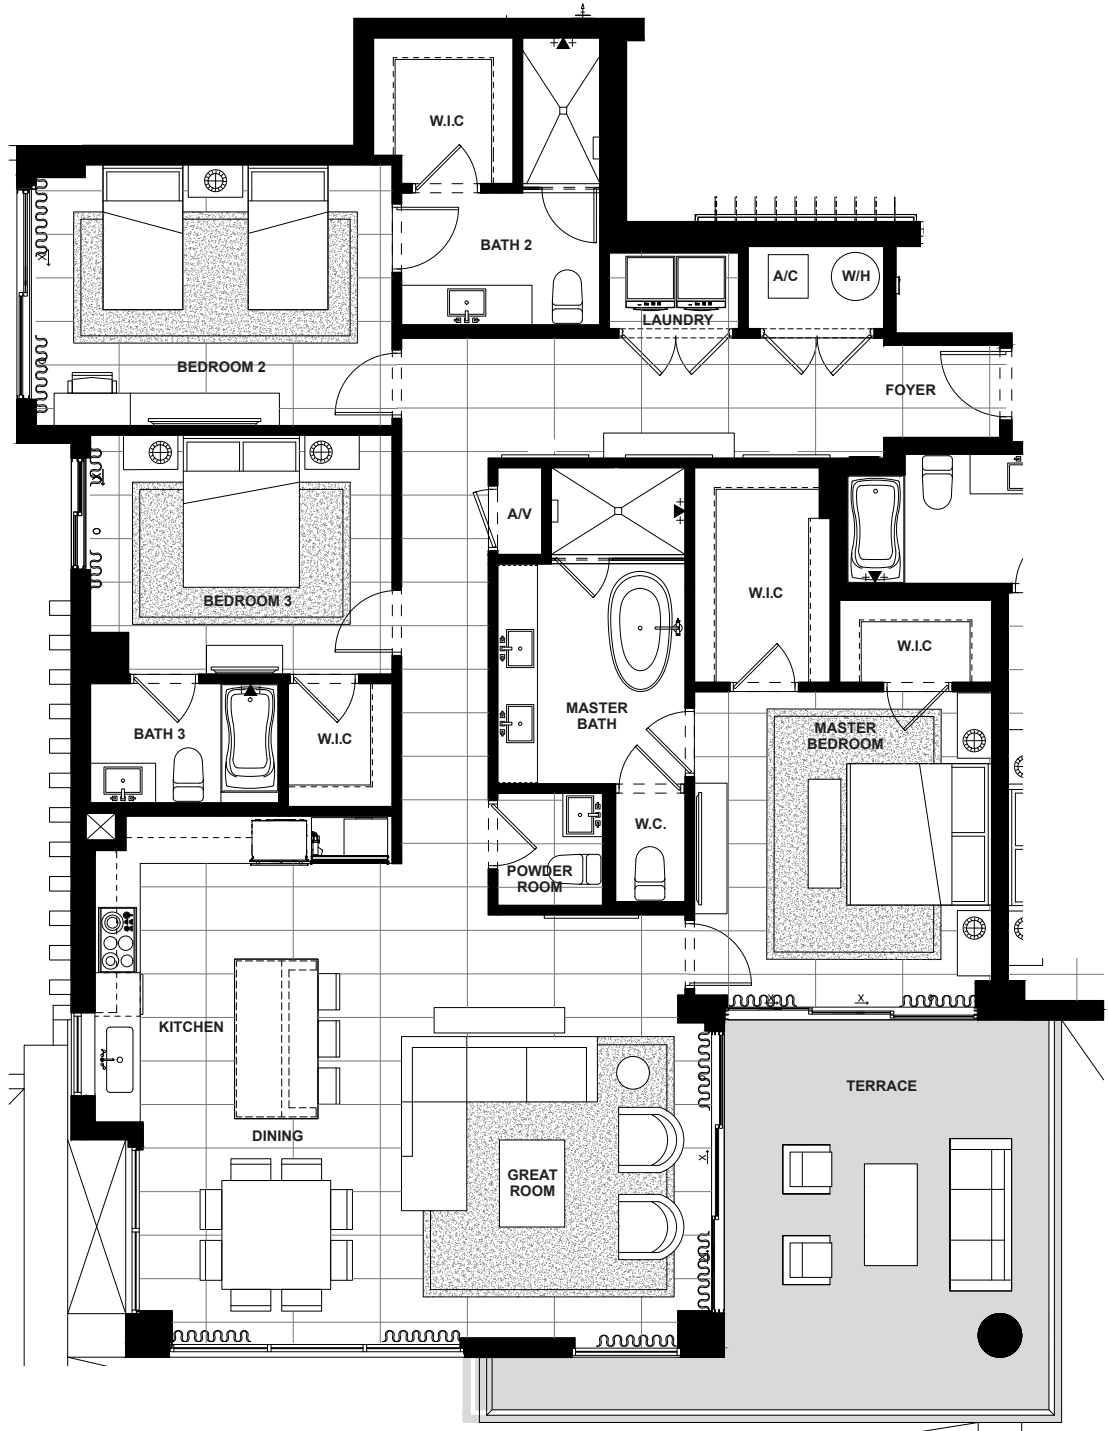 W.I.C
BATH 2
A/C
W/H
LAUNDRY
BEDROOM 2
FOYER
A/V
BEDROOM 3
W.I.C
W.I.C
MASTER
BATH
BATH 3
W.I.C
MASTER
BEDROOM
W.C.
POWDER
ROOM
KITCHEN
TERRACE
DINING
GREAT
ROOM